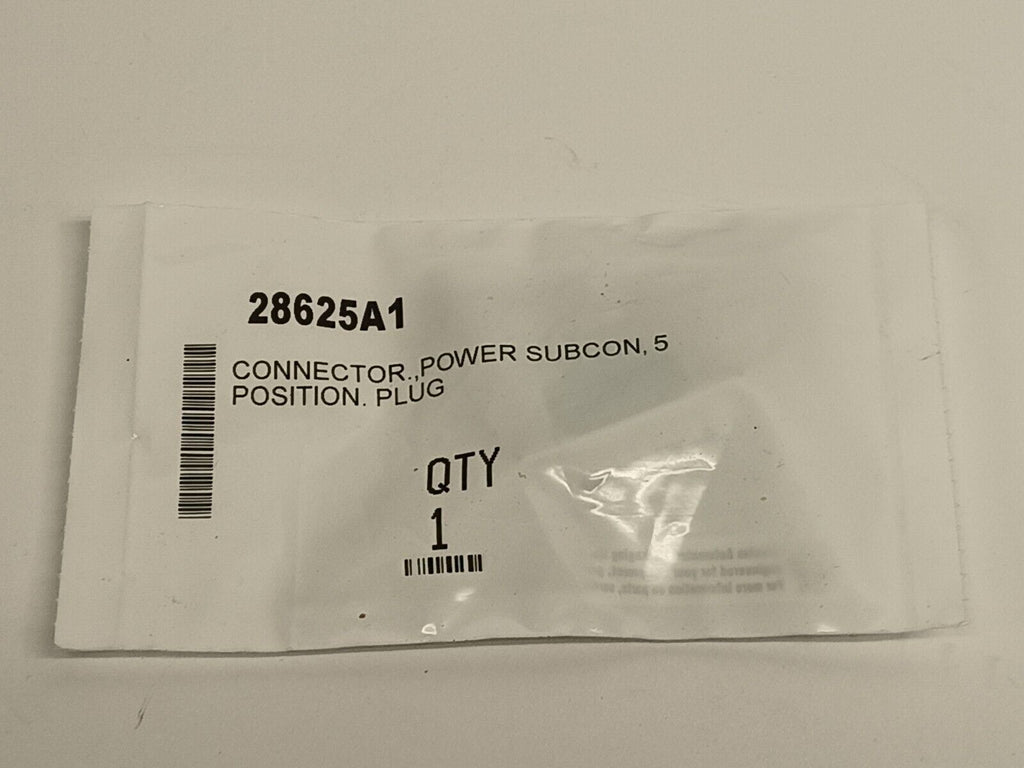 28625A1
CONNECTOR.,POWER SUBCON, 5
POSITION. PLUG
QTY
1